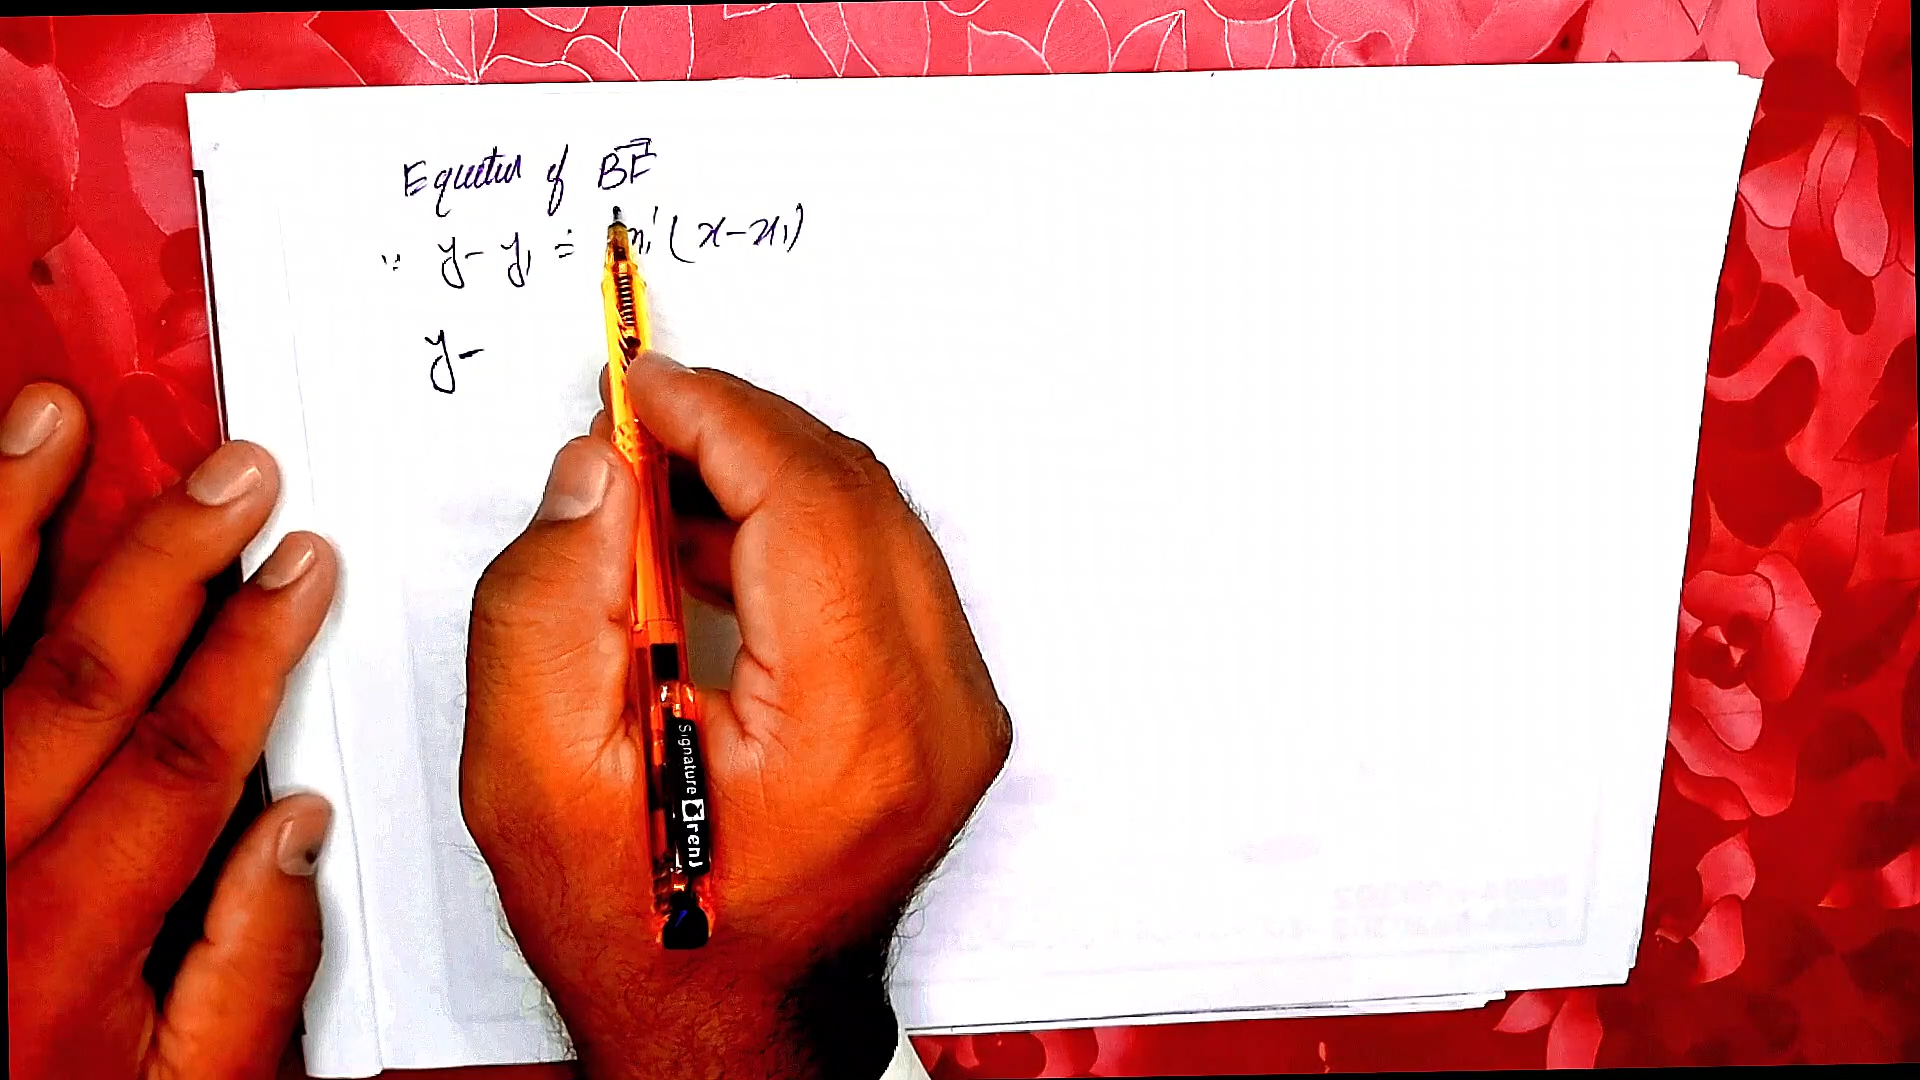 Equation of BF
∵ y - y₁ = m₁' (x - x₁)
y -
Signature